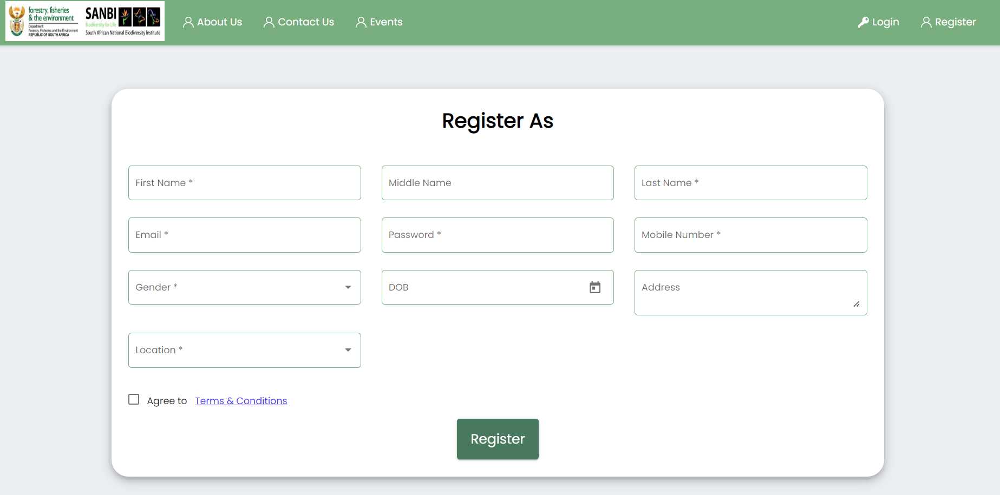 forestry, fisheries
& the environment
Department:
Forestry, Fisheries and the Environment
REPUBLIC OF SOUTH AFRICA
SANBI
Biodiversity for Life
South African National Biodiversity Institute
About Us
Contact Us
Events
Login
Register
Register As
First Name *
Middle Name
Last Name *
Email *
Password *
Mobile Number *
Gender *
DOB
Address
Location *
Agree to Terms & Conditions
Register